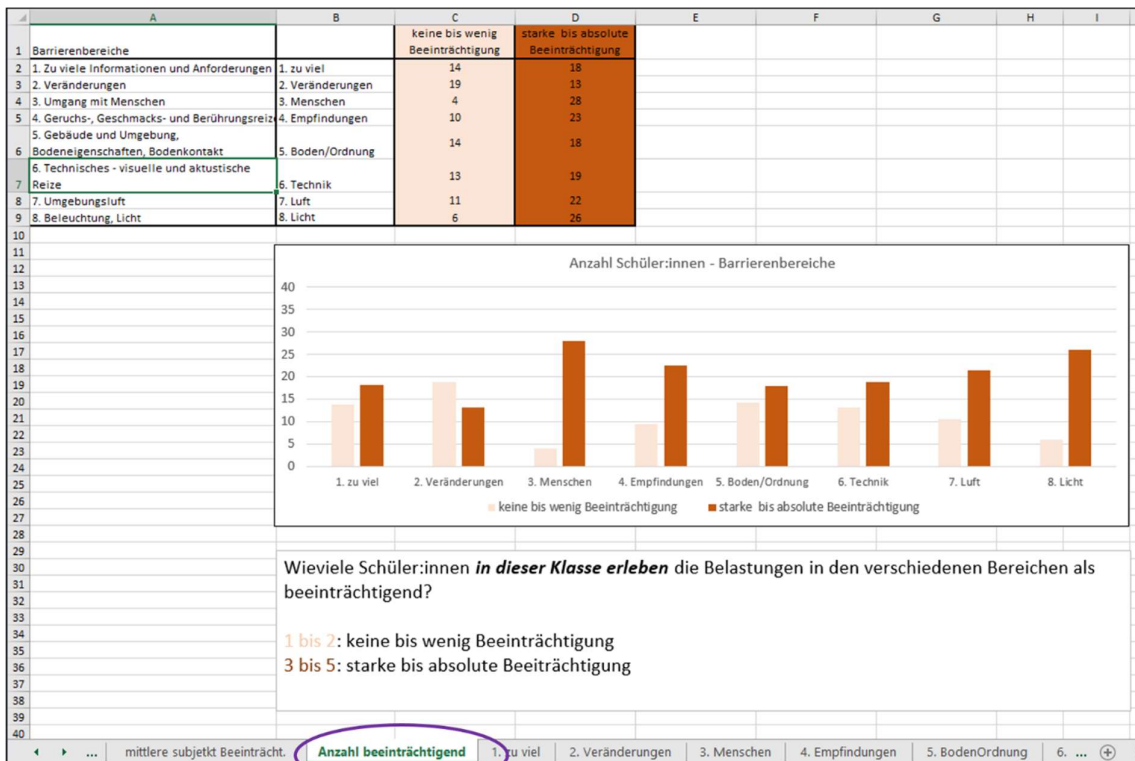 A B C D E F G H I
keine bis wenig starke bis absolute
1 Barrierenbereiche Beeinträchtigung Beeinträchtigung
2 1. Zu viele Informationen und Anforderungen 1. zu viel 14 18
3 2. Veränderungen 2. Veränderungen 19 13
4 3. Umgang mit Menschen 3. Menschen 4 28
5 4. Geruchs-, Geschmacks- und Berührungsreiz 4. Empfindungen 10 23
5. Gebäude und Umgebung,
6 Bodeneigenschaften, Bodenkontakt 5. Boden/Ordnung 14 18
6. Technisches - visuelle und aktustische
7 Reize 6. Technik 13 19
8 7. Umgebungsluft 7. Luft 11 22
9 8. Beleuchtung, Licht 8. Licht 6 26
10
11
12
13
14
15
16
17
18
19
20
21
22
23
24
25
26
27
28
29
30
31
32
33
34
35
36
37
38
39
40
Anzahl Schüler:innen - Barrierenbereiche
40
35
30
25
20
15
10
5
0
1. zu viel 2. Veränderungen 3. Menschen 4. Empfindungen 5. Boden/Ordnung 6. Technik 7. Luft 8. Licht
keine bis wenig Beeinträchtigung starke bis absolute Beeinträchtigung
Wieviele Schüler:innen in dieser Klasse erleben die Belastungen in den verschiedenen Bereichen als
beeinträchtigend?
1 bis 2: keine bis wenig Beeinträchtigung
3 bis 5: starke bis absolute Beeiträchtigung
... mittlere subjetkt Beeinträcht. Anzahl beeinträchtigend 1. zu viel 2. Veränderungen 3. Menschen 4. Empfindungen 5. BodenOrdnung 6. ...